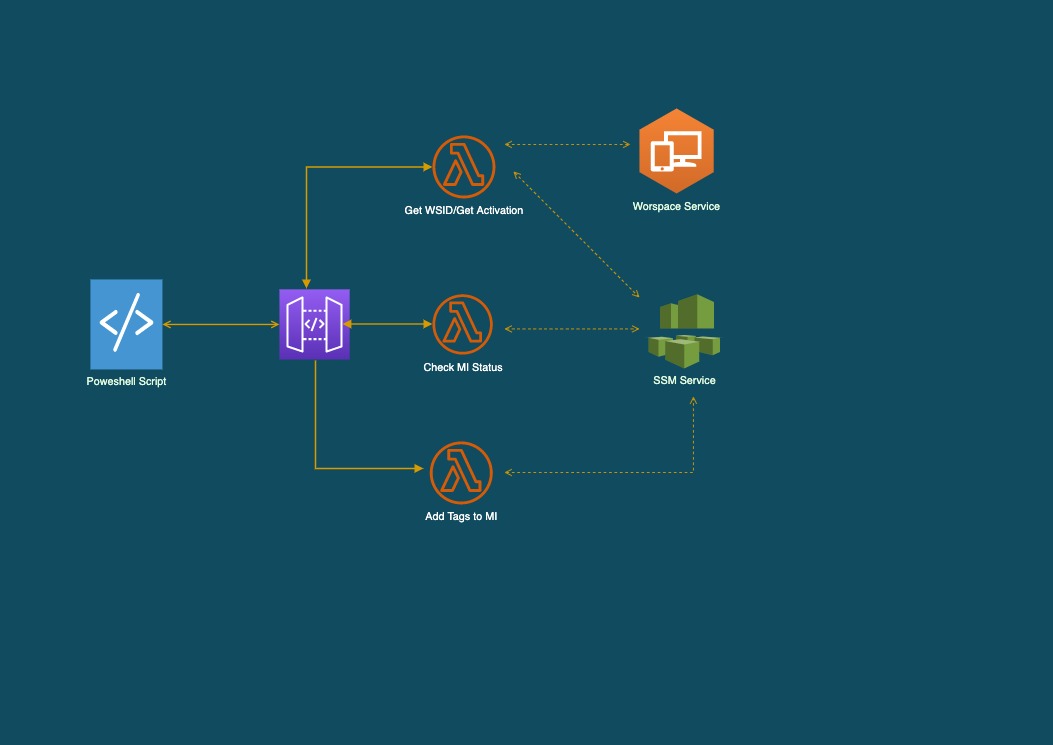 Get WSID/Get Activation
Worspace Service
Poweshell Script
Check MI Status
SSM Service
Add Tags to MI